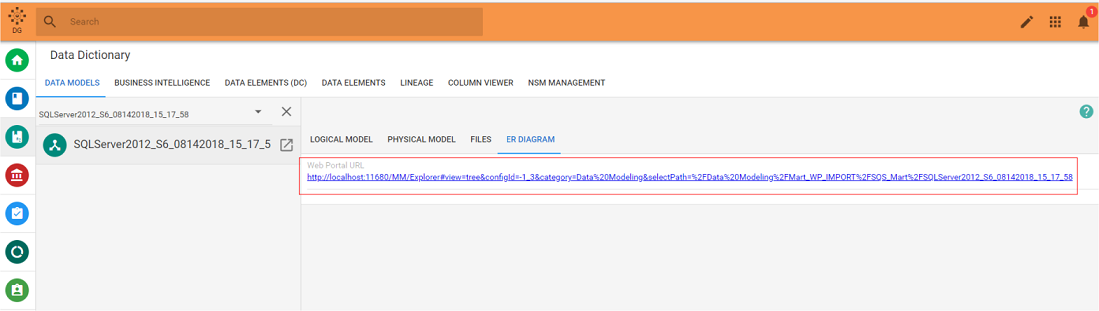 Search
1
DG
Data Dictionary
DATA MODELS BUSINESS INTELLIGENCE DATA ELEMENTS (DC) DATA ELEMENTS LINEAGE COLUMN VIEWER NSM MANAGEMENT
SQLServer2012_S6_08142018_15_17_58
?
SQLServer2012_S6_08142018_15_17_5
LOGICAL MODEL PHYSICAL MODEL FILES ER DIAGRAM
Web Portal URL
http://localhost:11680/MM/Explorer#view=tree&configId=-1_3&category=Data%20Modeling&selectPath=%2FData%20Modeling%2FMart_WP_IMPORT%2FSQS_Mart%2FSQLServer2012_S6_08142018_15_17_58